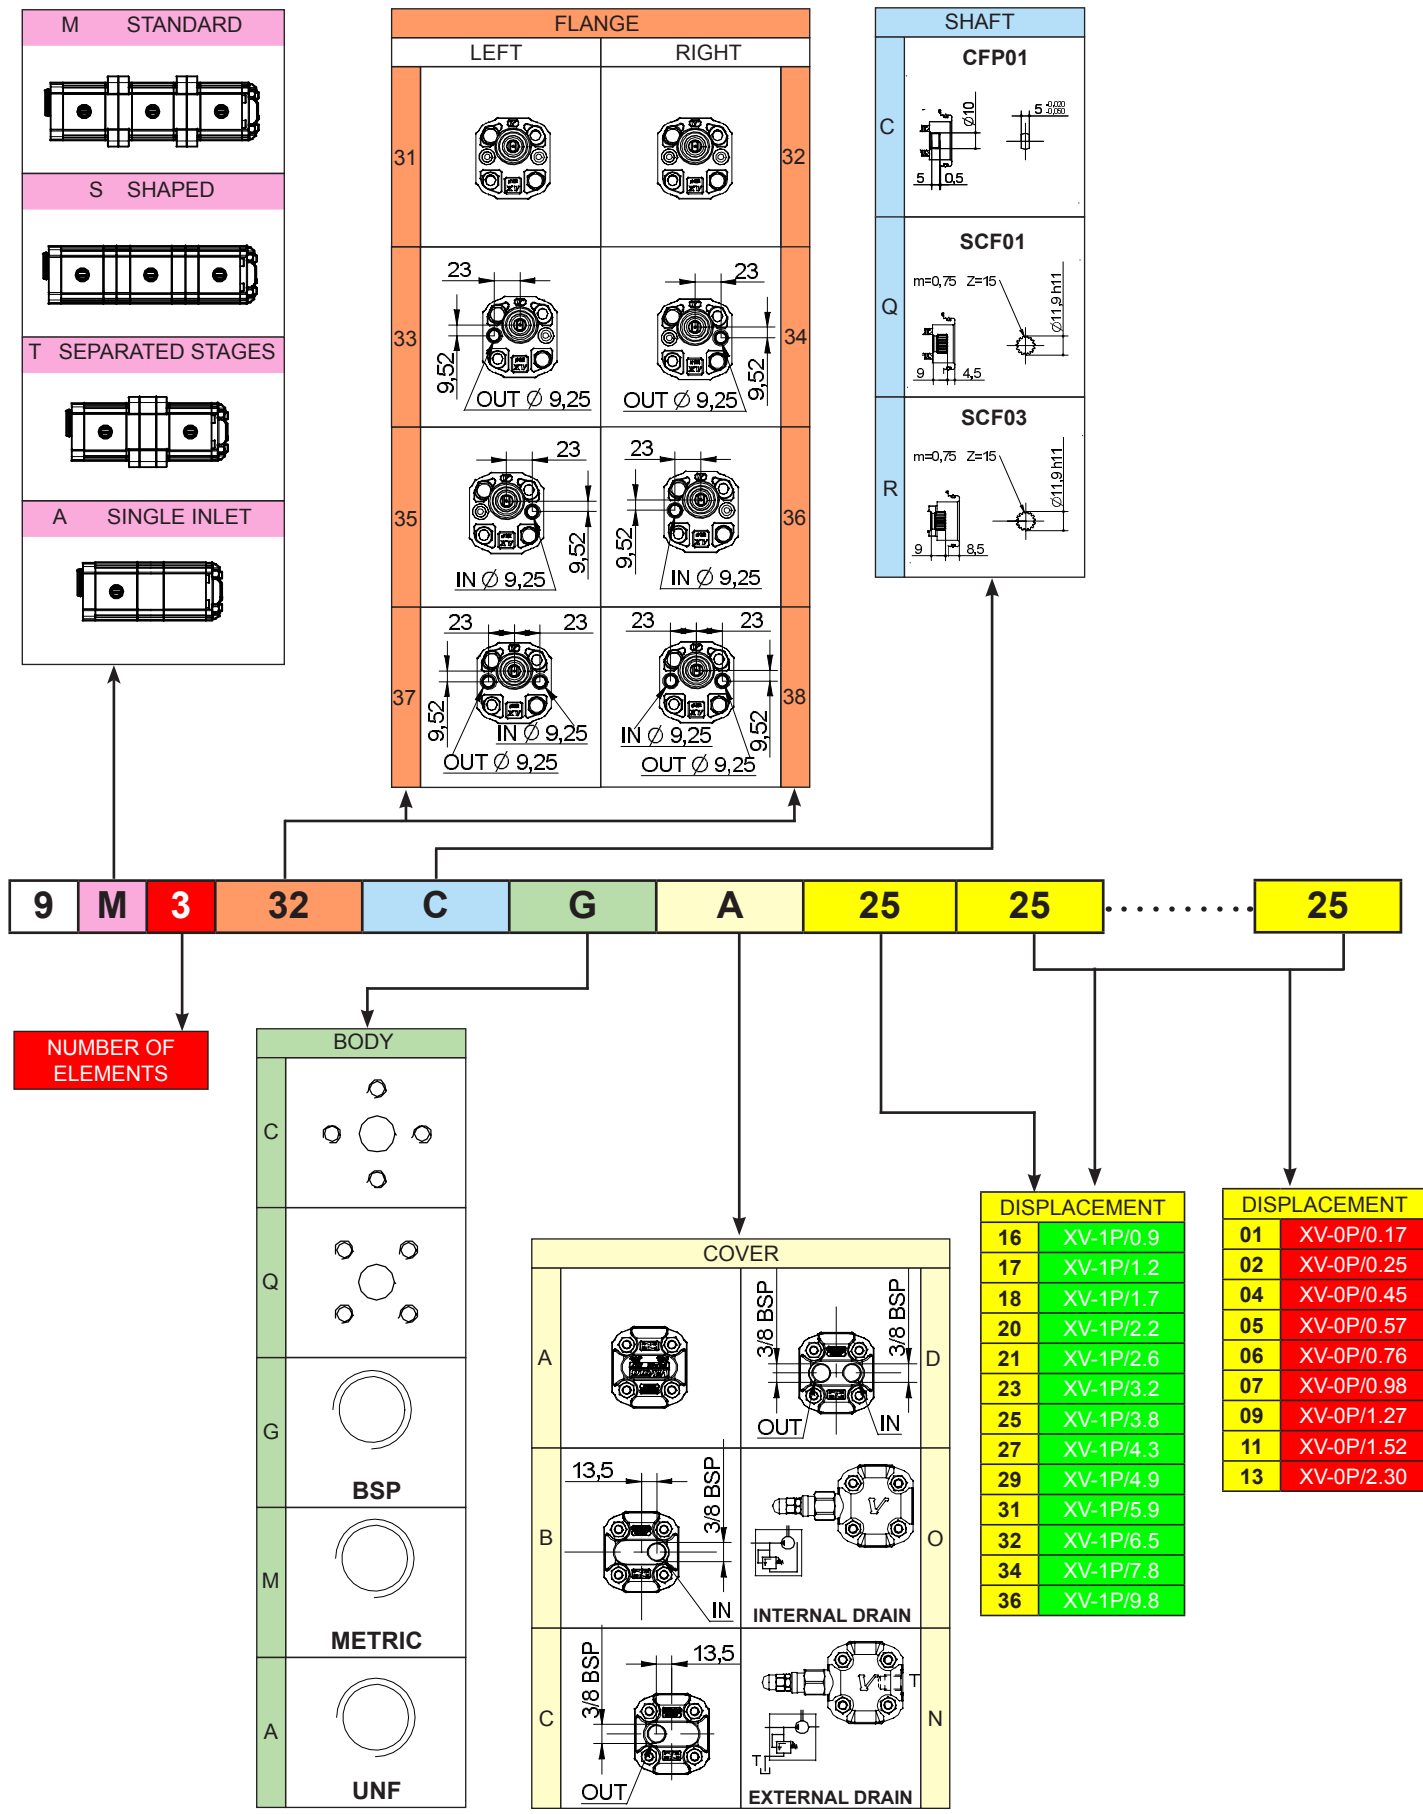 M STANDARD
S SHAPED
T SEPARATED STAGES
A SINGLE INLET
FLANGE
LEFT RIGHT
31 32
33 34
23 23
9,52 9,52
OUT Ø 9,25 OUT Ø 9,25
35 36
23 23
9,52 9,52
IN Ø 9,25 IN Ø 9,25
37 38
23 23 23 23
9,52 9,52
IN Ø 9,25 IN Ø 9,25
OUT Ø 9,25 OUT Ø 9,25
SHAFT
C
CFP01
Ø10
5 -0,020
-0,050
5 0,5
Q
SCF01
m=0,75 Z=15
Ø11,9 h11
9 4,5
R
SCF03
m=0,75 Z=15
Ø11,9 h11
9 8,5
9 M 3 32 C G A 25 25 ......... 25
NUMBER OF
ELEMENTS
BODY
C
Q
G
BSP
M
METRIC
A
UNF
COVER
A D
3/8 BSP 3/8 BSP
OUT IN
B O
13,5
3/8 BSP
IN
INTERNAL DRAIN
C N
13,5
3/8 BSP
OUT
T
T
EXTERNAL DRAIN
DISPLACEMENT
16 XV-1P/0.9
17 XV-1P/1.2
18 XV-1P/1.7
20 XV-1P/2.2
21 XV-1P/2.6
23 XV-1P/3.2
25 XV-1P/3.8
27 XV-1P/4.3
29 XV-1P/4.9
31 XV-1P/5.9
32 XV-1P/6.5
34 XV-1P/7.8
36 XV-1P/9.8
DISPLACEMENT
01 XV-0P/0.17
02 XV-0P/0.25
04 XV-0P/0.45
05 XV-0P/0.57
06 XV-0P/0.76
07 XV-0P/0.98
09 XV-0P/1.27
11 XV-0P/1.52
13 XV-0P/2.30